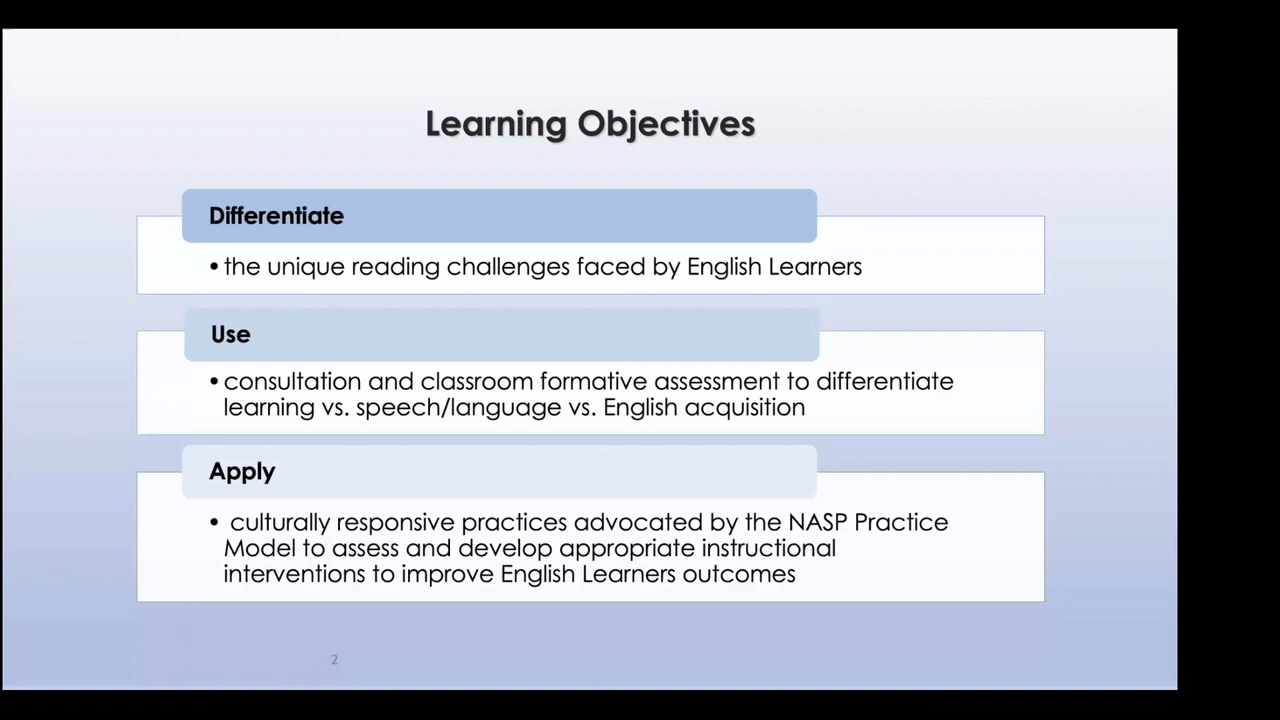 Learning Objectives
Differentiate
•the unique reading challenges faced by English Learners
Use
•consultation and classroom formative assessment to differentiate
learning vs. speech/language vs. English acquisition
Apply
• culturally responsive practices advocated by the NASP Practice
Model to assess and develop appropriate instructional
interventions to improve English Learners outcomes
2